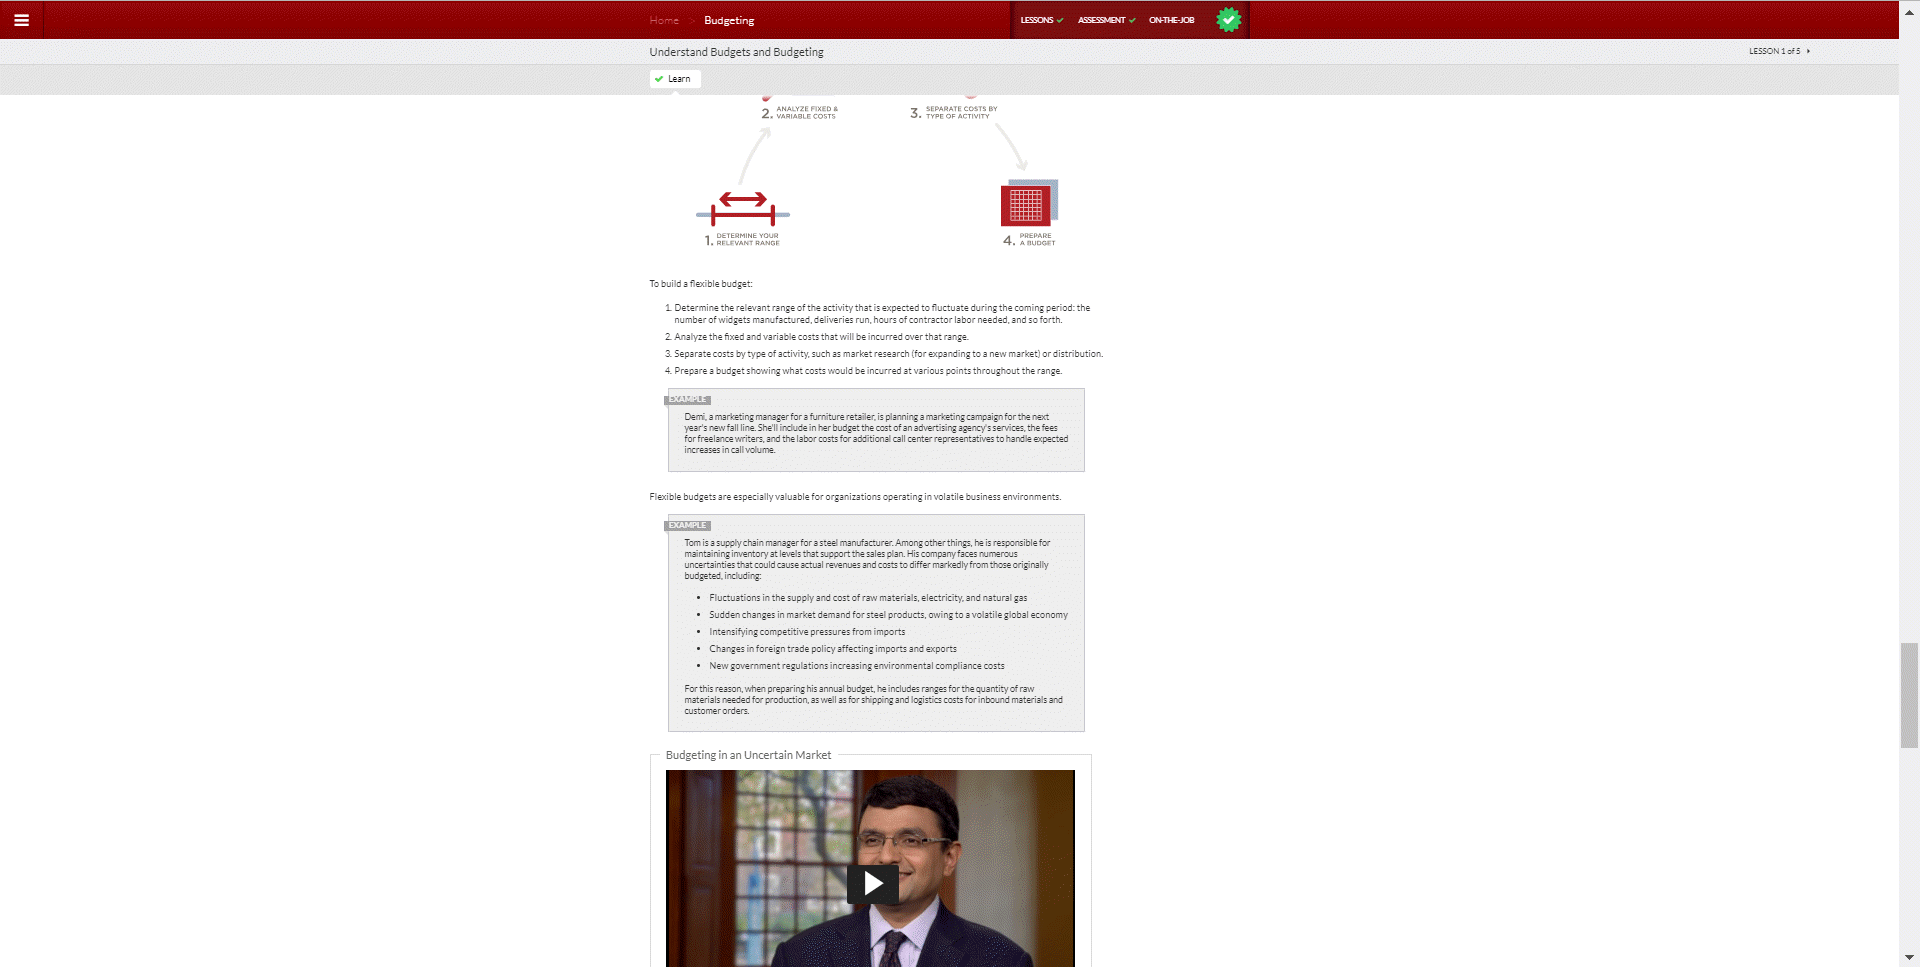 Home > Budgeting
LESSONS
ASSESSMENT
ON-THE-JOB
Understand Budgets and Budgeting
LESSON 1 of 5
Learn
2. ANALYZE FIXED &
VARIABLE COSTS
3. SEPARATE COSTS BY
TYPE OF ACTIVITY
1. DETERMINE YOUR
RELEVANT RANGE
4. PREPARE
A BUDGET
To build a flexible budget:
1. Determine the relevant range of the activity that is expected to fluctuate during the coming period: the
number of widgets manufactured, deliveries run, hours of contractor labor needed, and so forth.
2. Analyze the fixed and variable costs that will be incurred over that range.
3. Separate costs by type of activity, such as market research (for expanding to a new market) or distribution.
4. Prepare a budget showing what costs would be incurred at various points throughout the range.
EXAMPLE
Demi, a marketing manager for a furniture retailer, is planning a marketing campaign for the next
year's new fall line. She'll include in her budget the cost of an advertising agency's services, the fees
for freelance writers, and the labor costs for additional call center representatives to handle expected
increases in call volume.
Flexible budgets are especially valuable for organizations operating in volatile business environments.
EXAMPLE
Tom is a supply chain manager for a steel manufacturer. Among other things, he is responsible for
maintaining inventory at levels that support the sales plan. His company faces numerous
uncertainties that could cause actual revenues and costs to differ markedly from those originally
budgeted, including:
• Fluctuations in the supply and cost of raw materials, electricity, and natural gas
• Sudden changes in market demand for steel products, owing to a volatile global economy
• Intensifying competitive pressures from imports
• Changes in foreign trade policy affecting imports and exports
• New government regulations increasing environmental compliance costs
For this reason, when preparing his annual budget, he includes ranges for the quantity of raw
materials needed for production, as well as for shipping and logistics costs for inbound materials and
customer orders.
Budgeting in an Uncertain Market